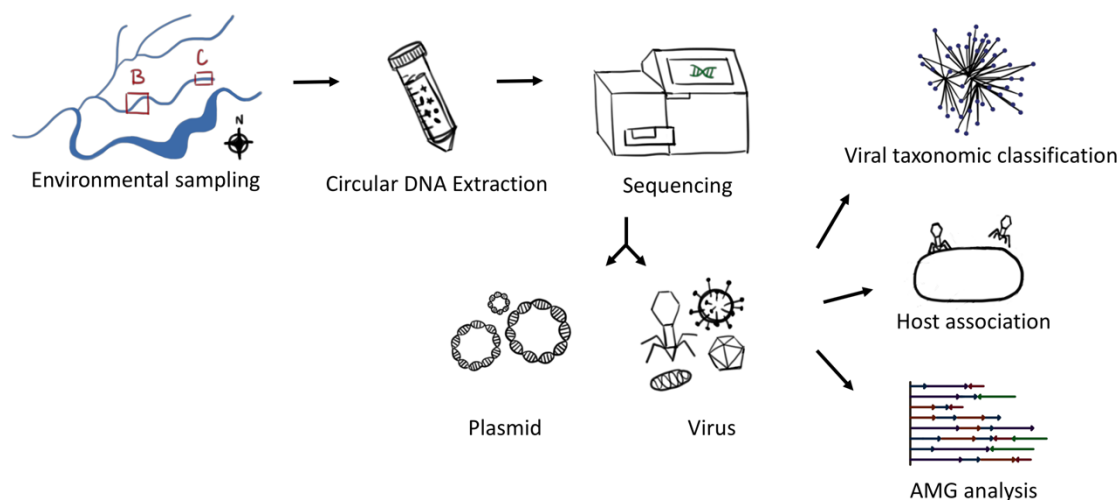 B
C
N
Environmental sampling
Circular DNA Extraction
Sequencing
Viral taxonomic classification
Host association
Plasmid
Virus
AMG analysis